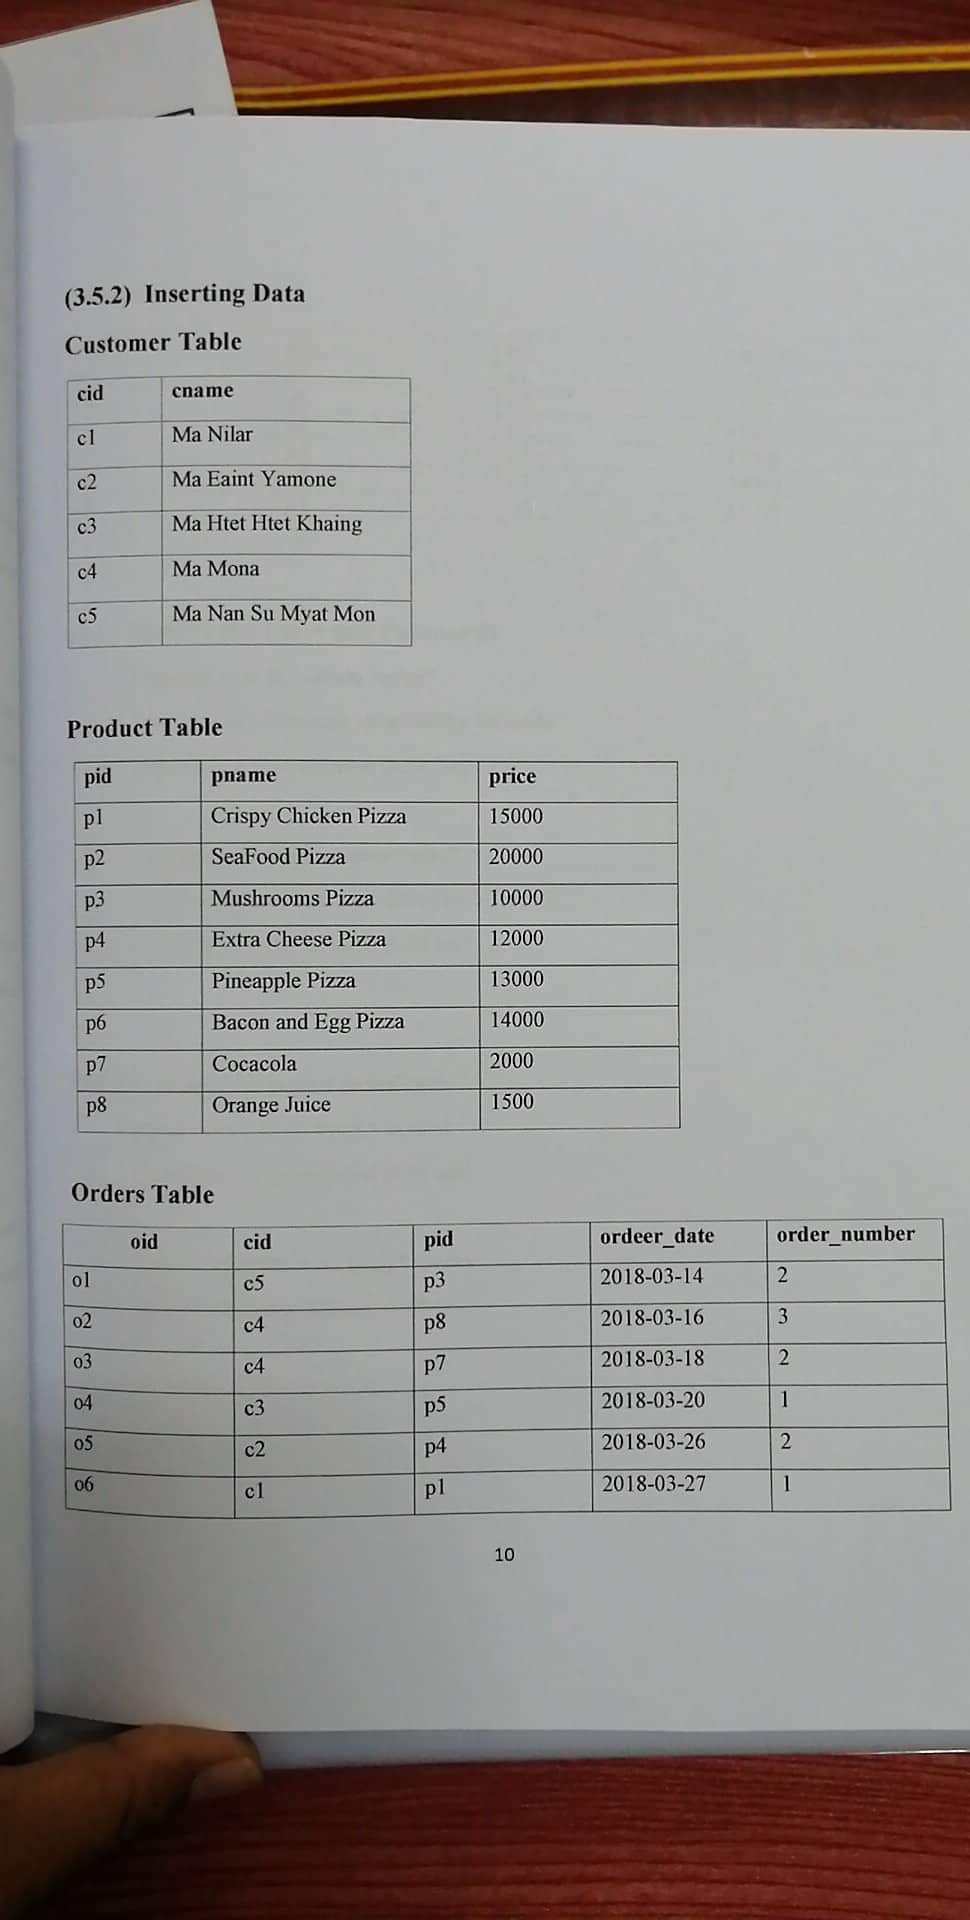 (3.5.2) Inserting Data
Customer Table
cid cname
c1 Ma Nilar
c2 Ma Eaint Yamone
c3 Ma Htet Htet Khaing
c4 Ma Mona
c5 Ma Nan Su Myat Mon
Product Table
pid pname price
p1 Crispy Chicken Pizza 15000
p2 SeaFood Pizza 20000
p3 Mushrooms Pizza 10000
p4 Extra Cheese Pizza 12000
p5 Pineapple Pizza 13000
p6 Bacon and Egg Pizza 14000
p7 Cocacola 2000
p8 Orange Juice 1500
Orders Table
oid cid pid ordeer_date order_number
o1 c5 p3 2018-03-14 2
o2 c4 p8 2018-03-16 3
o3 c4 p7 2018-03-18 2
o4 c3 p5 2018-03-20 1
o5 c2 p4 2018-03-26 2
o6 c1 p1 2018-03-27 1
10